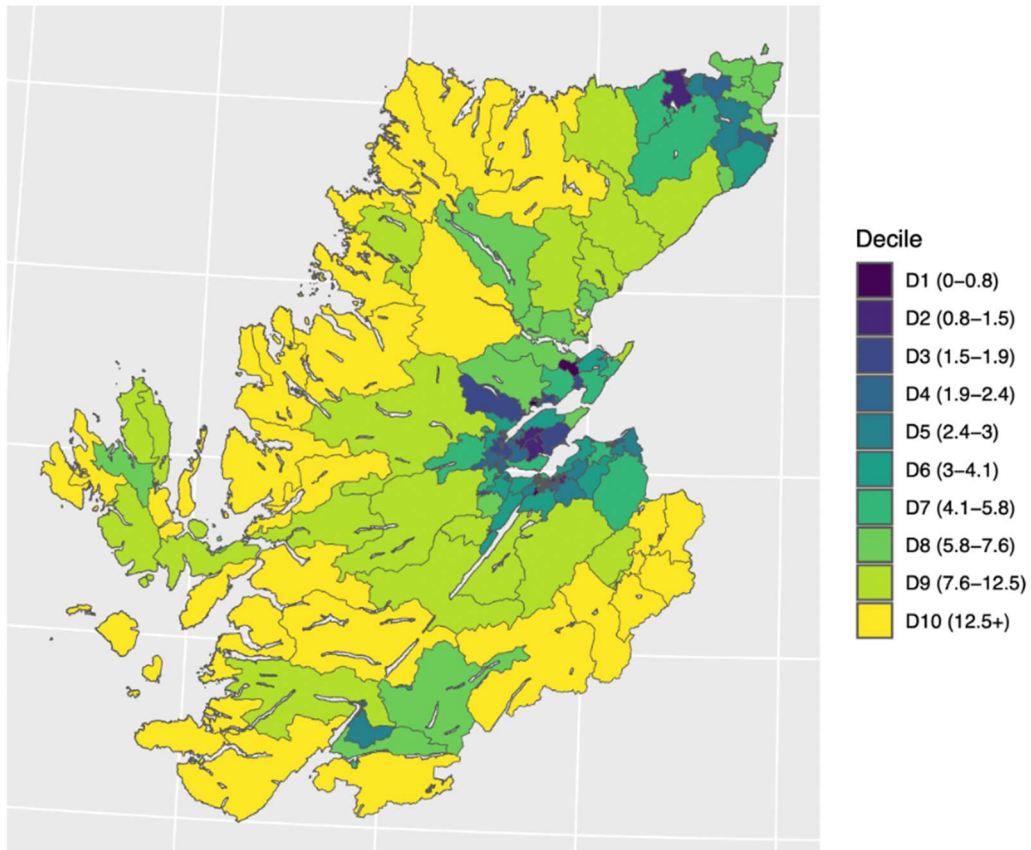 Decile
D1 (0–0.8)
D2 (0.8–1.5)
D3 (1.5–1.9)
D4 (1.9–2.4)
D5 (2.4–3)
D6 (3–4.1)
D7 (4.1–5.8)
D8 (5.8–7.6)
D9 (7.6–12.5)
D10 (12.5+)